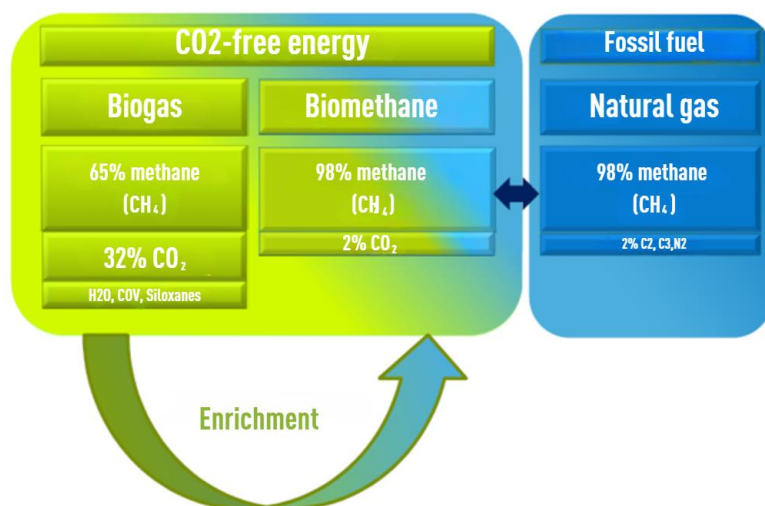 CO2-free energy
Biogas
65% methane
(CH₄)
32% CO₂
H2O, COV, Siloxanes
Biomethane
98% methane
(CH₄)
2% CO₂
Fossil fuel
Natural gas
98% methane
(CH₄)
2% C2, C3,N2
Enrichment